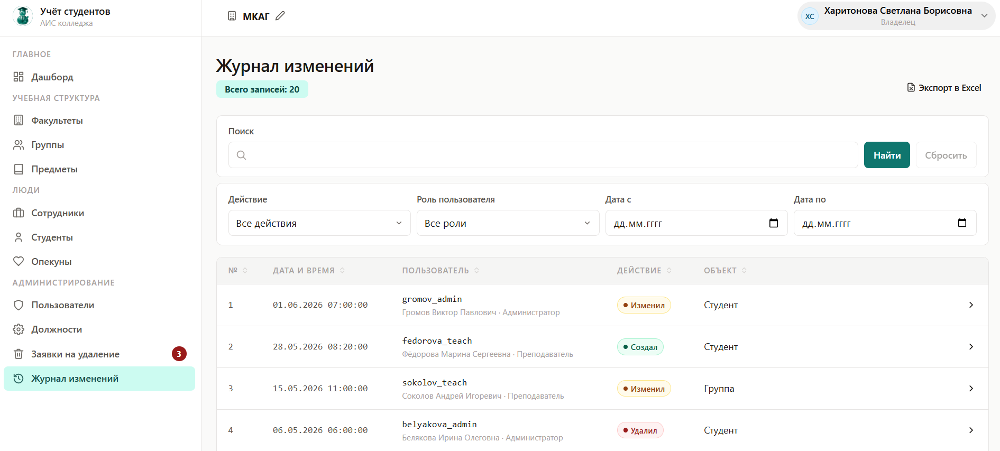 Учёт студентов
АИС колледжа
МКАГ
ХС
Харитонова Светлана Борисовна
Владелец
ГЛАВНОЕ
Дашборд
УЧЕБНАЯ СТРУКТУРА
Факультеты
Группы
Предметы
ЛЮДИ
Сотрудники
Студенты
Опекуны
АДМИНИСТРИРОВАНИЕ
Пользователи
Должности
Заявки на удаление 3
Журнал изменений
Журнал изменений
Всего записей: 20
Экспорт в Excel
Поиск
Найти Сбросить
Действие Роль пользователя Дата с Дата по
Все действия Все роли дд.мм.гггг дд.мм.гггг
№ ДАТА И ВРЕМЯ ПОЛЬЗОВАТЕЛЬ ДЕЙСТВИЕ ОБЪЕКТ
1 01.06.2026 07:00:00 gromov_admin Изменил Студент
Громов Виктор Павлович · Администратор
2 28.05.2026 08:20:00 fedorova_teach Создал Студент
Фёдорова Марина Сергеевна · Преподаватель
3 15.05.2026 11:00:00 sokolov_teach Изменил Группа
Соколов Андрей Игоревич · Преподаватель
4 06.05.2026 06:00:00 belyakova_admin Удалил Студент
Белякова Ирина Олеговна · Администратор